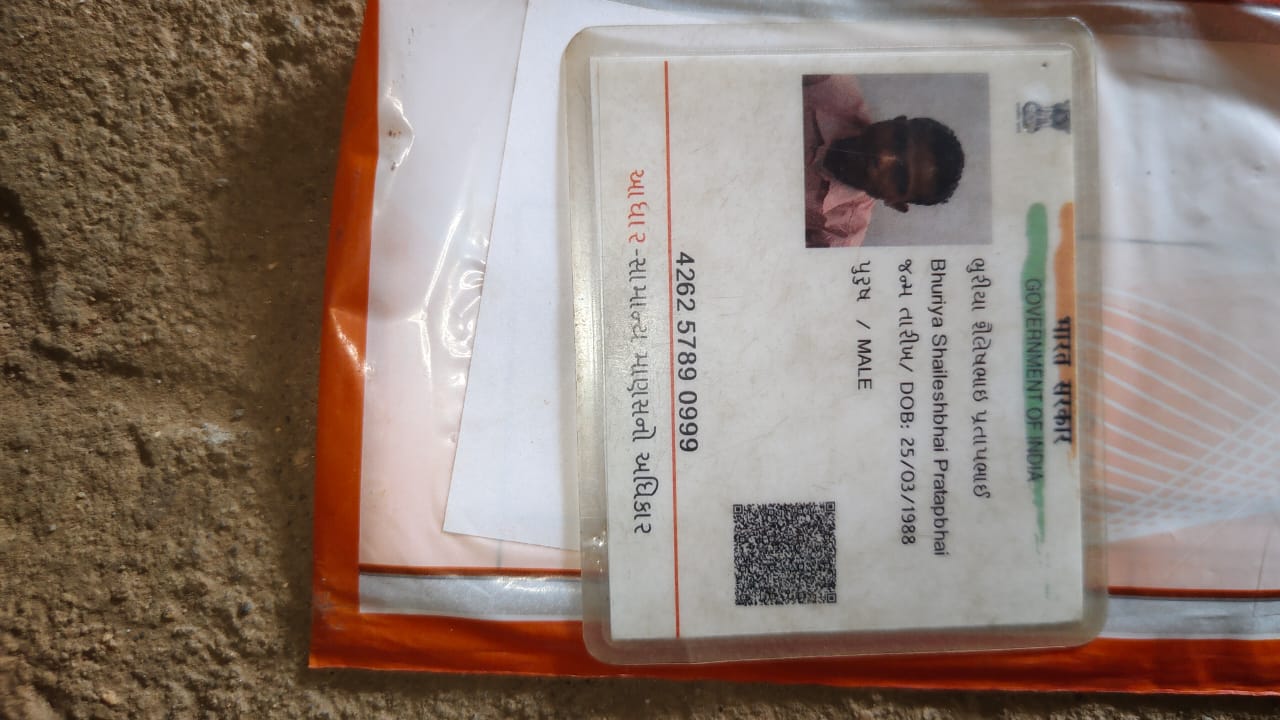 भारत सरकार
GOVERNMENT OF INDIA
ભુરીયા શૈલેષભાઇ પ્રતાપભાઈ
Bhuriya Shaileshbhai Pratapbhai
જન્મ તારીખ/ DOB: 25/03/1988
પુરુષ / MALE
4262 5789 0999
આધાર-સામાન્ય માણસનો અધિકાર